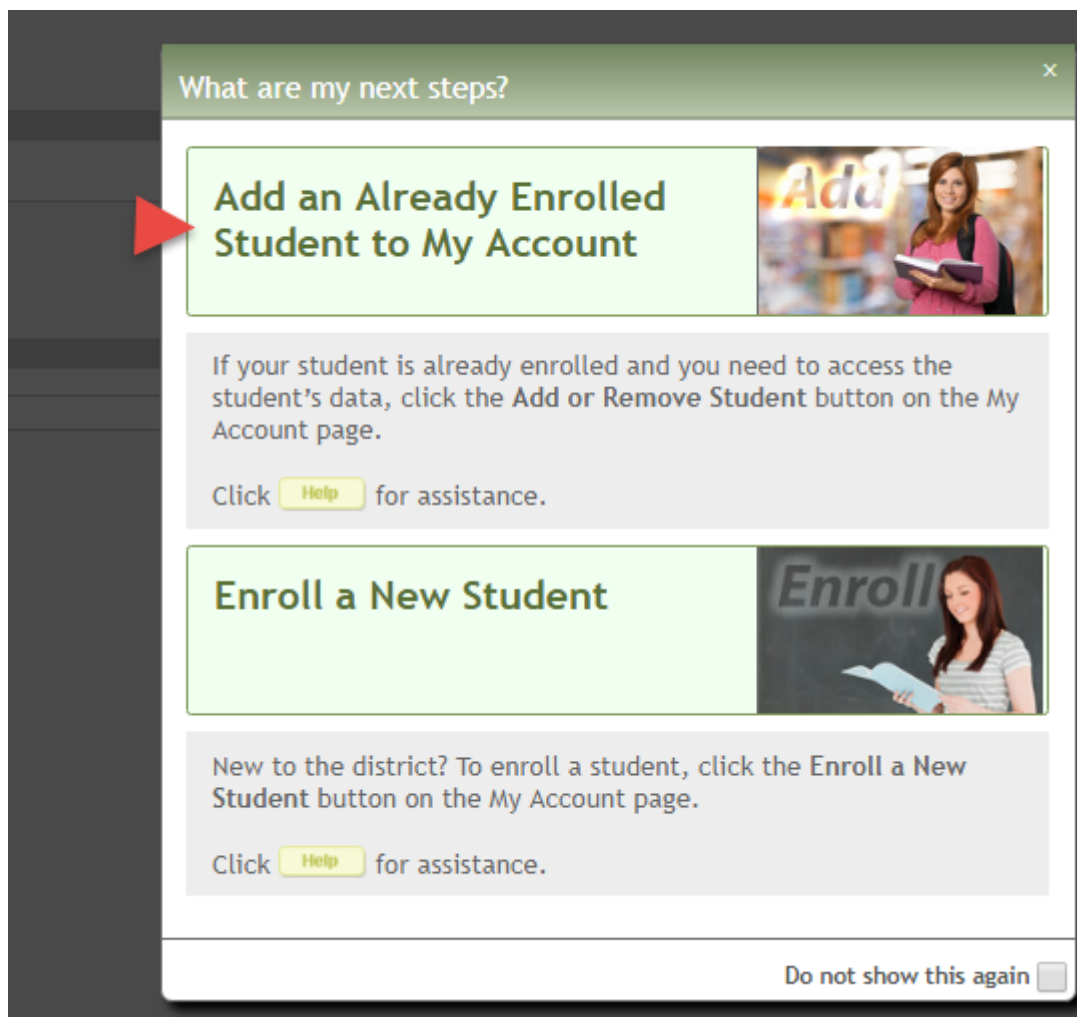 What are my next steps?
×
Add an Already Enrolled
Student to My Account
Add
If your student is already enrolled and you need to access the
student’s data, click the Add or Remove Student button on the My
Account page.
Click Help for assistance.
Enroll a New Student
Enroll
New to the district? To enroll a student, click the Enroll a New
Student button on the My Account page.
Click Help for assistance.
Do not show this again